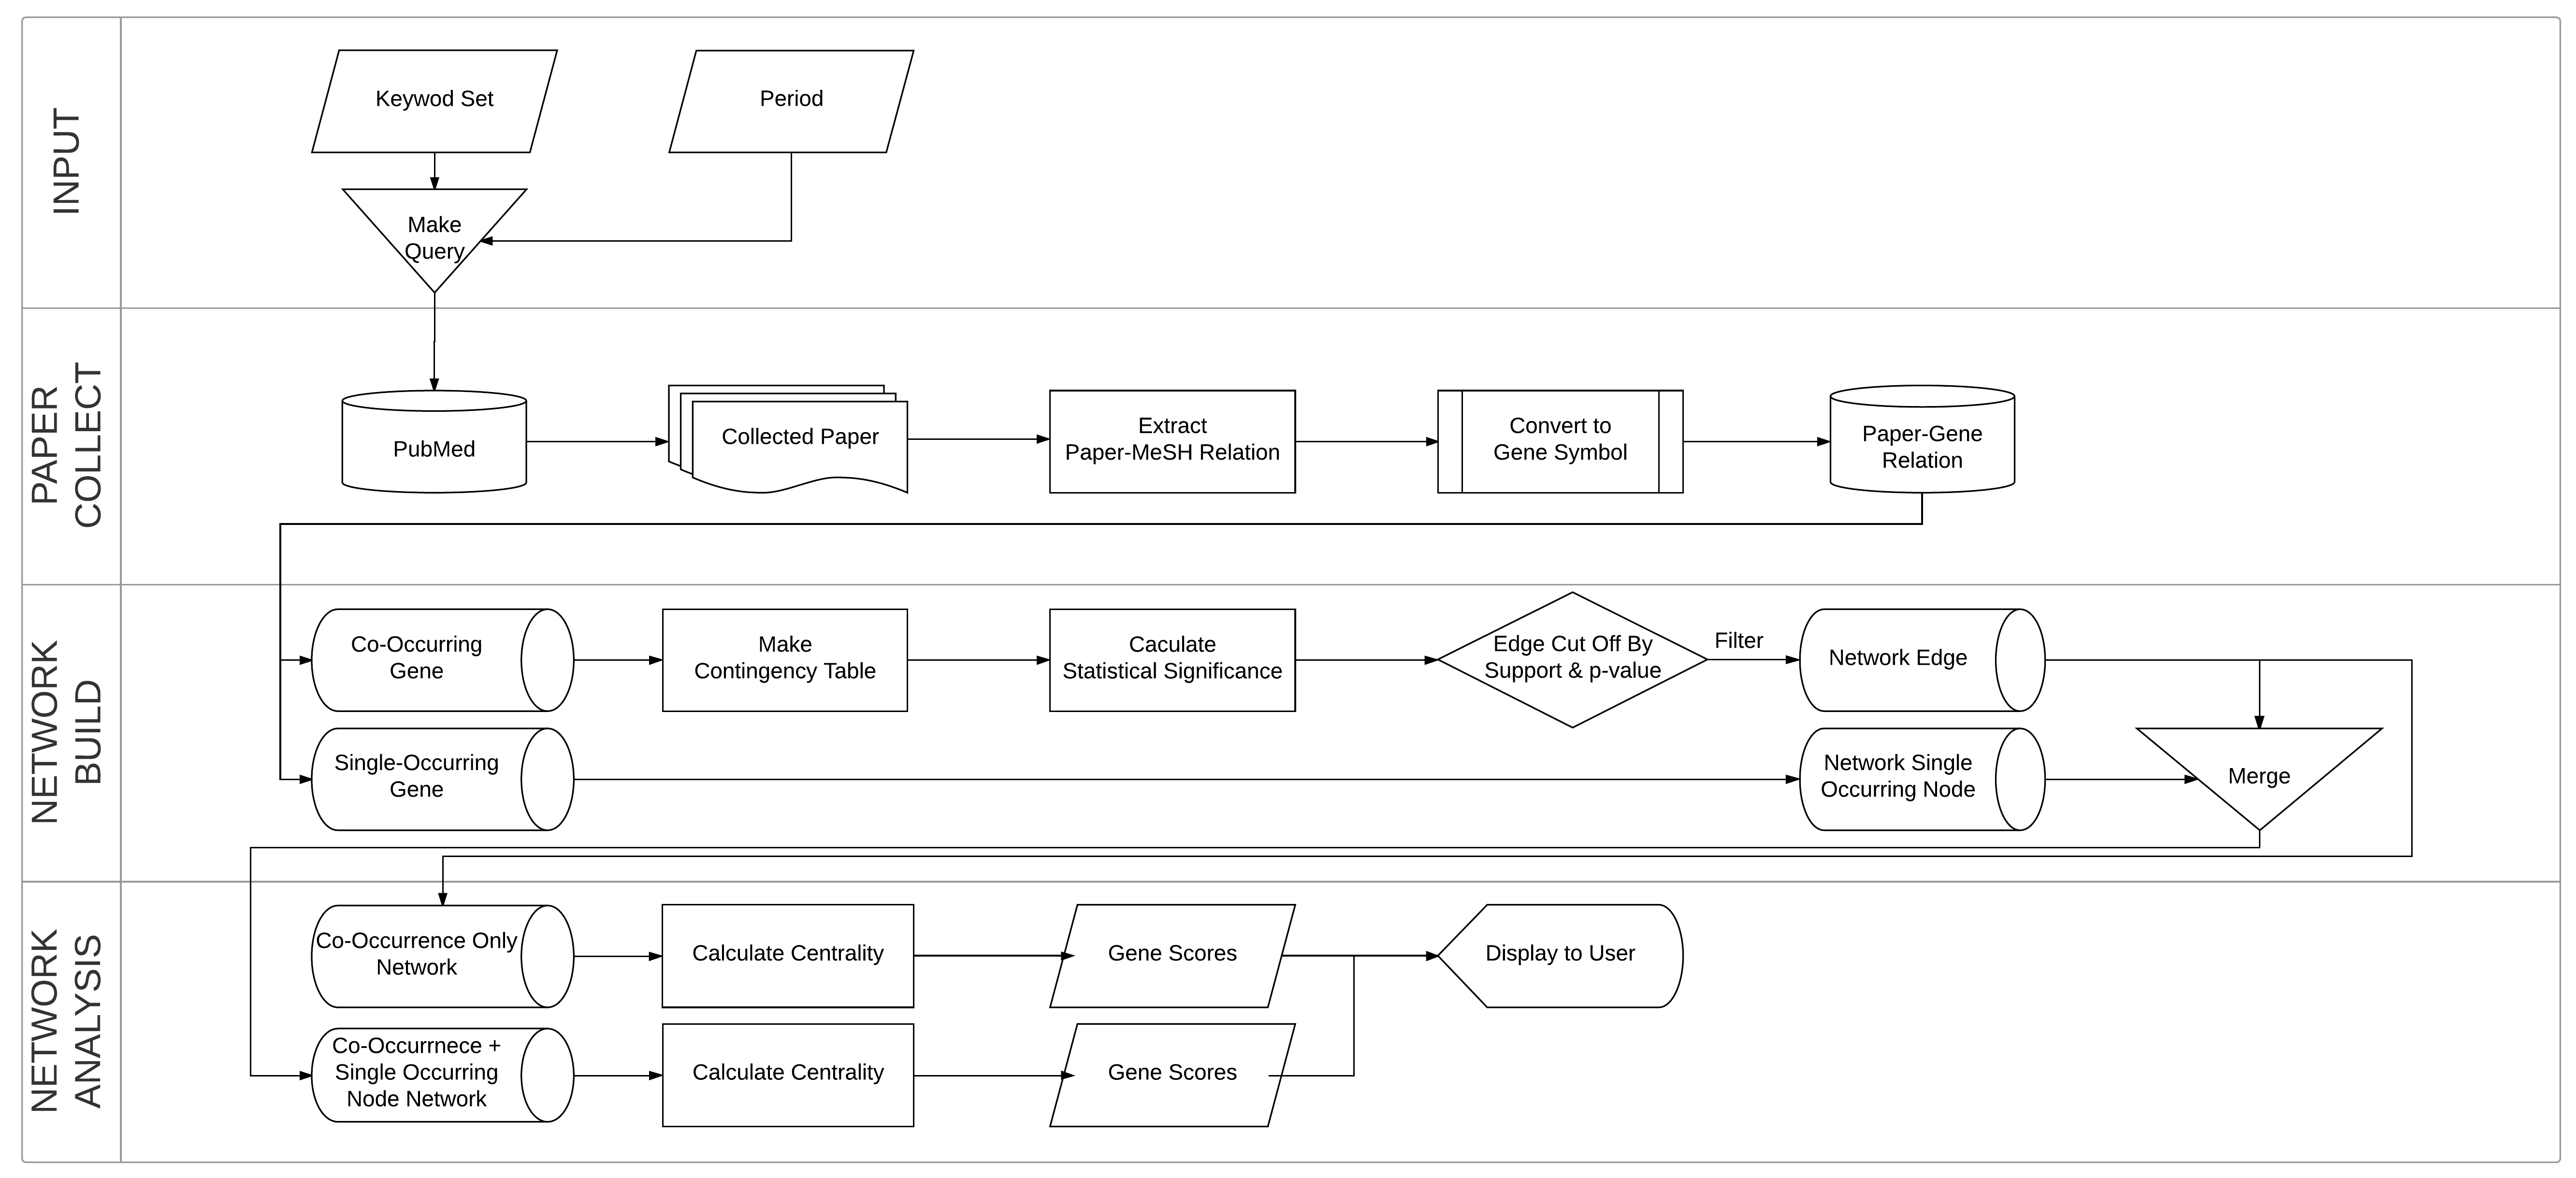 INPUT
Keywod Set
Period
Make
Query
PAPER
COLLECT
PubMed
Collected Paper
Extract
Paper-MeSH Relation
Convert to
Gene Symbol
Paper-Gene
Relation
NETWORK
BUILD
Co-Occurring
Gene
Make
Contingency Table
Caculate
Statistical Significance
Edge Cut Off By
Support & p-value
Filter
Network Edge
Single-Occurring
Gene
Network Single
Occurring Node
Merge
NETWORK
ANALYSIS
Co-Occurrence Only
Network
Calculate Centrality
Gene Scores
Display to User
Co-Occurrnece +
Single Occurring
Node Network
Calculate Centrality
Gene Scores